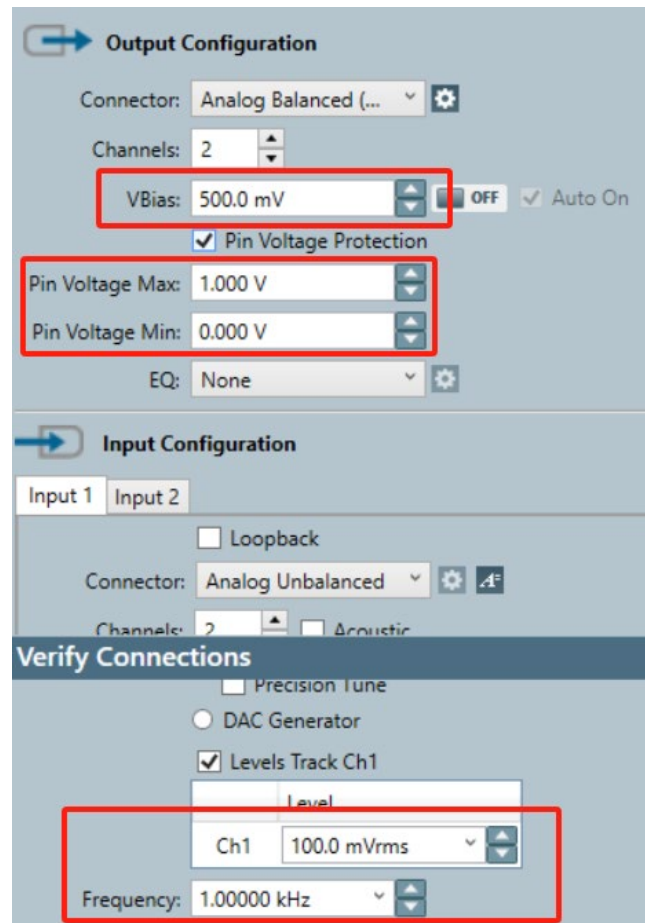 Output Configuration
Connector: Analog Balanced (...
Channels: 2
VBias: 500.0 mV OFF Auto On
Pin Voltage Protection
Pin Voltage Max: 1.000 V
Pin Voltage Min: 0.000 V
EQ: None
Input Configuration
Input 1 Input 2
Loopback
Connector: Analog Unbalanced
Channels: 2 Acoustic
Verify Connections
Precision Tune
DAC Generator
Levels Track Ch1
Level
Ch1 100.0 mVrms
Frequency: 1.00000 kHz